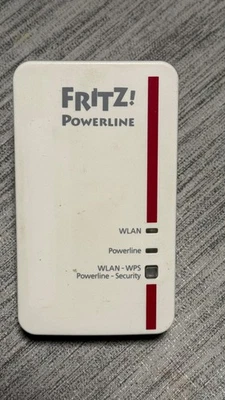 FRITZ!
POWERLINE
WLAN
Powerline
WLAN - WPS
Powerline - Security